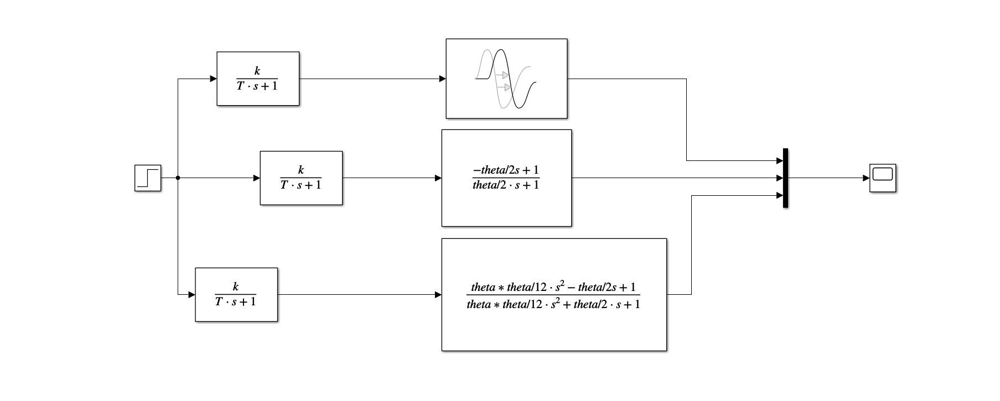 k
T · s + 1
k
T · s + 1
−theta/2s + 1
theta/2 · s + 1
k
T · s + 1
theta ∗ theta/12 · s² − theta/2s + 1
theta ∗ theta/12 · s² + theta/2 · s + 1